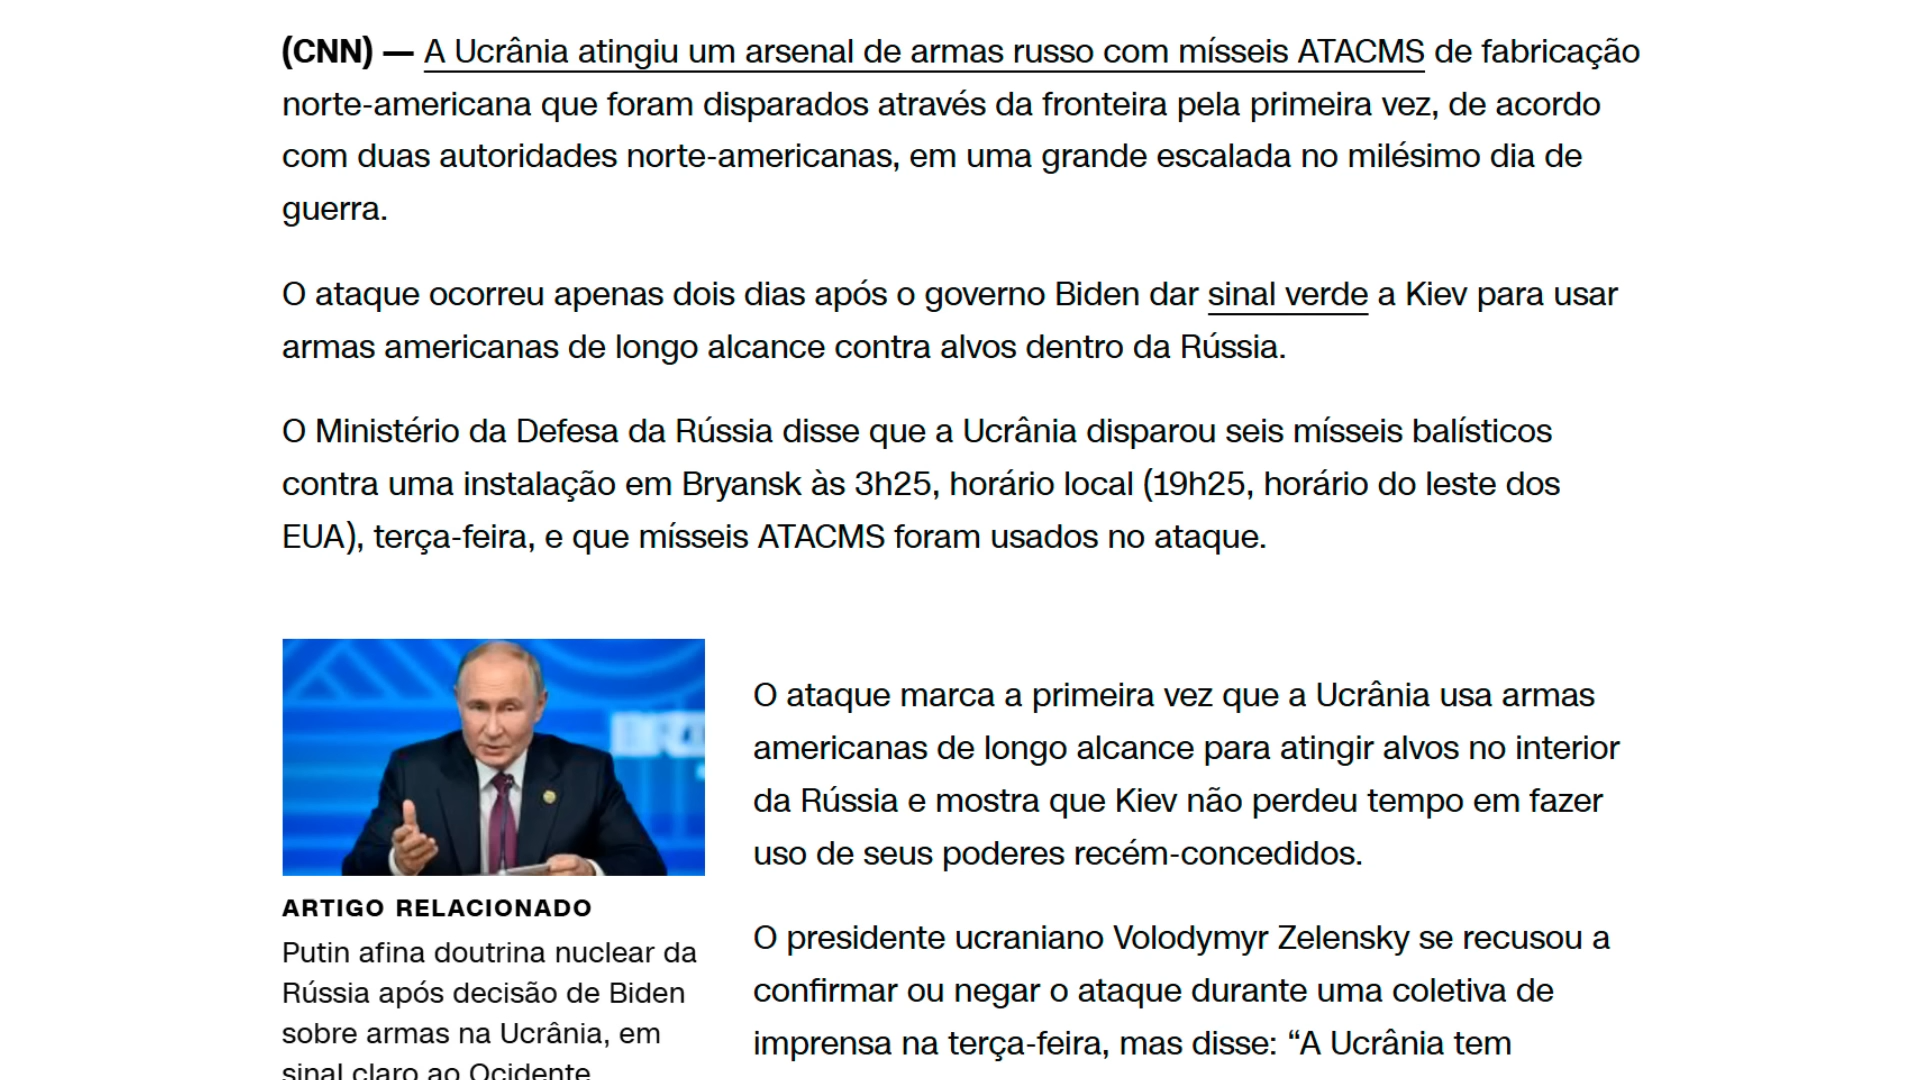 (CNN) — A Ucrânia atingiu um arsenal de armas russo com mísseis ATACMS de fabricação
norte-americana que foram disparados através da fronteira pela primeira vez, de acordo
com duas autoridades norte-americanas, em uma grande escalada no milésimo dia de
guerra.
O ataque ocorreu apenas dois dias após o governo Biden dar sinal verde a Kiev para usar
armas americanas de longo alcance contra alvos dentro da Rússia.
O Ministério da Defesa da Rússia disse que a Ucrânia disparou seis mísseis balísticos
contra uma instalação em Bryansk às 3h25, horário local (19h25, horário do leste dos
EUA), terça-feira, e que mísseis ATACMS foram usados no ataque.
ARTIGO RELACIONADO
Putin afina doutrina nuclear da
Rússia após decisão de Biden
sobre armas na Ucrânia, em
sinal claro ao Ocidente
O ataque marca a primeira vez que a Ucrânia usa armas
americanas de longo alcance para atingir alvos no interior
da Rússia e mostra que Kiev não perdeu tempo em fazer
uso de seus poderes recém-concedidos.
O presidente ucraniano Volodymyr Zelensky se recusou a
confirmar ou negar o ataque durante uma coletiva de
imprensa na terça-feira, mas disse: “A Ucrânia tem